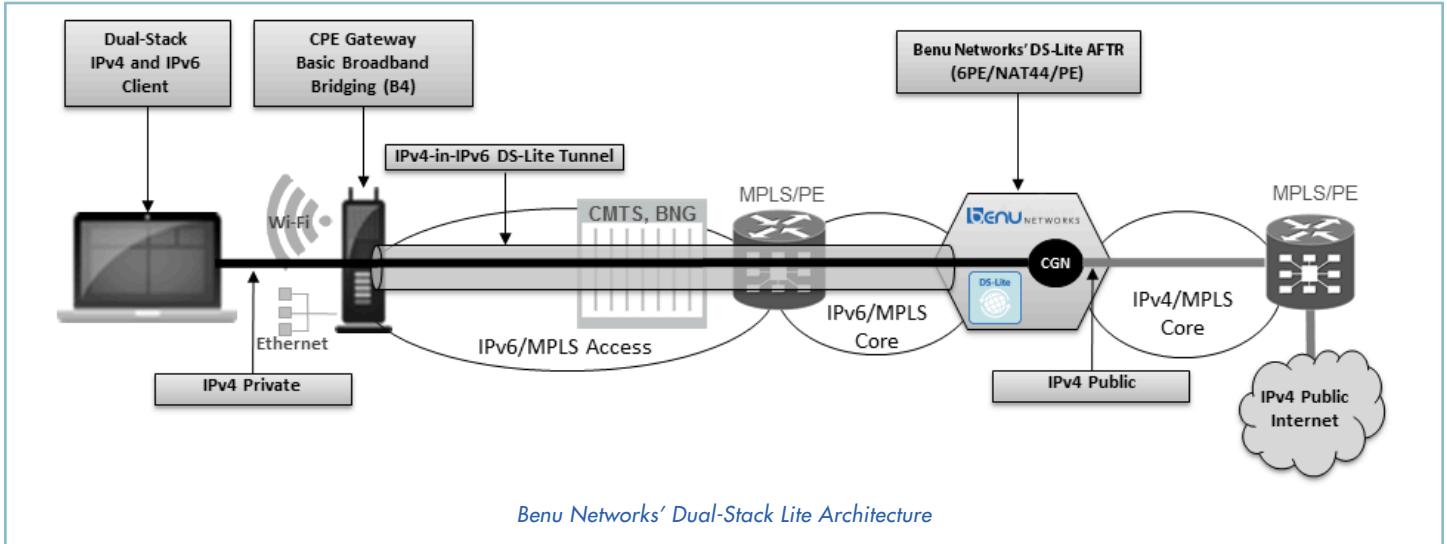 Dual-Stack
IPv4 and IPv6
Client
CPE Gateway
Basic Broadband
Bridging (B4)
Benu Networks’ DS-Lite AFTR
(6PE/NAT44/PE)
IPv4-in-IPv6 DS-Lite Tunnel
Wi-Fi
CMTS, BNG
MPLS/PE
MPLS/PE
benu NETWORKS
CGN
DS-Lite
Ethernet
IPv6/MPLS Access
IPv6/MPLS
Core
IPv4/MPLS
Core
IPv4 Private
IPv4 Public
IPv4 Public
Internet
Benu Networks’ Dual-Stack Lite Architecture